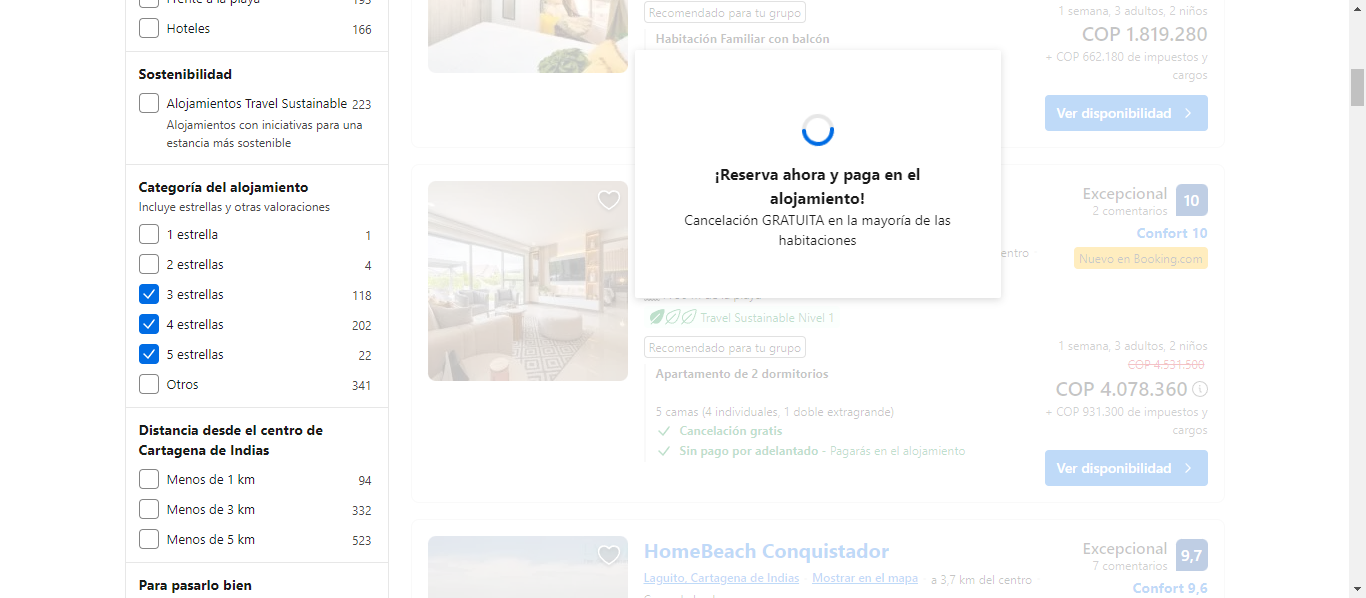 Frente a la playa 193
Hoteles 166
Sostenibilidad
Alojamientos Travel Sustainable 223
Alojamientos con iniciativas para una
estancia más sostenible
Categoría del alojamiento
Incluye estrellas y otras valoraciones
1 estrella 1
2 estrellas 4
3 estrellas 118
4 estrellas 202
5 estrellas 22
Otros 341
Distancia desde el centro de
Cartagena de Indias
Menos de 1 km 94
Menos de 3 km 332
Menos de 5 km 523
Para pasarlo bien
Recomendado para tu grupo
Habitación Familiar con balcón
1 semana, 3 adultos, 2 niños
COP 1.819.280
+ COP 662.180 de impuestos y
cargos
Ver disponibilidad
¡Reserva ahora y paga en el
alojamiento!
Cancelación GRATUITA en la mayoría de las
habitaciones
Excepcional 10
2 comentarios
Confort 10
Nuevo en Booking.com
entro
Travel Sustainable Nivel 1
Recomendado para tu grupo
Apartamento de 2 dormitorios
5 camas (4 individuales, 1 doble extragrande)
Cancelación gratis
Sin pago por adelantado - Pagarás en el alojamiento
1 semana, 3 adultos, 2 niños
COP 4.531.500
COP 4.078.360
+ COP 931.300 de impuestos y
cargos
Ver disponibilidad
HomeBeach Conquistador
Laguito, Cartagena de Indias Mostrar en el mapa a 3,7 km del centro
Excepcional 9,7
7 comentarios
Confort 9,6